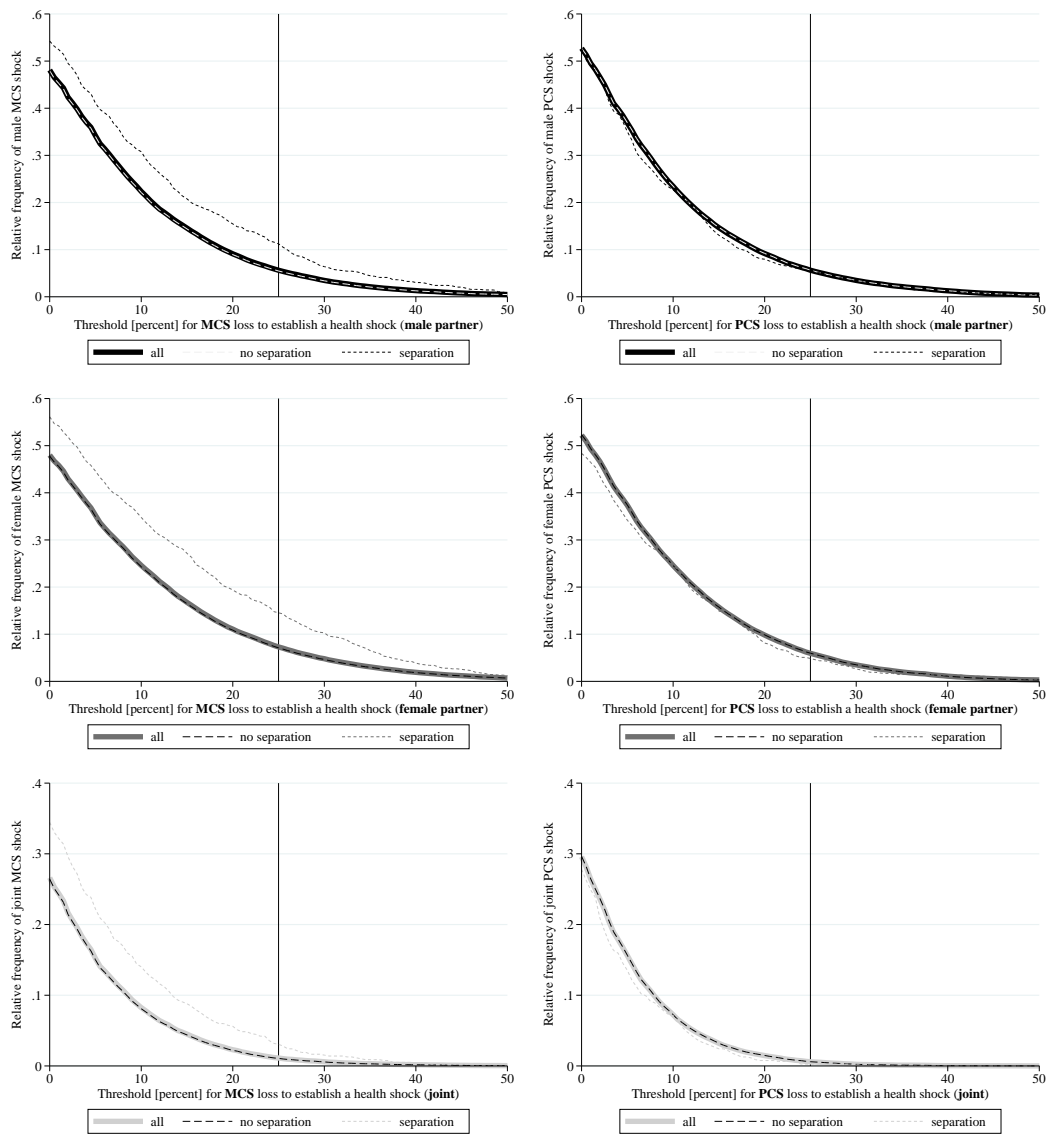 Relative frequency of male MCS shock
.6
.5
.4
.3
.2
.1
0
0 10 20 30 40 50
Threshold [percent] for MCS loss to establish a health shock (male partner)
all no separation separation
Relative frequency of male PCS shock
.6
.5
.4
.3
.2
.1
0
0 10 20 30 40 50
Threshold [percent] for PCS loss to establish a health shock (male partner)
all no separation separation
Relative frequency of female MCS shock
.6
.5
.4
.3
.2
.1
0
0 10 20 30 40 50
Threshold [percent] for MCS loss to establish a health shock (female partner)
all no separation separation
Relative frequency of female PCS shock
.6
.5
.4
.3
.2
.1
0
0 10 20 30 40 50
Threshold [percent] for PCS loss to establish a health shock (female partner)
all no separation separation
Relative frequency of joint MCS shock
.4
.3
.2
.1
0
0 10 20 30 40 50
Threshold [percent] for MCS loss to establish a health shock (joint)
all no separation separation
Relative frequency of joint PCS shock
.4
.3
.2
.1
0
0 10 20 30 40 50
Threshold [percent] for PCS loss to establish a health shock (joint)
all no separation separation